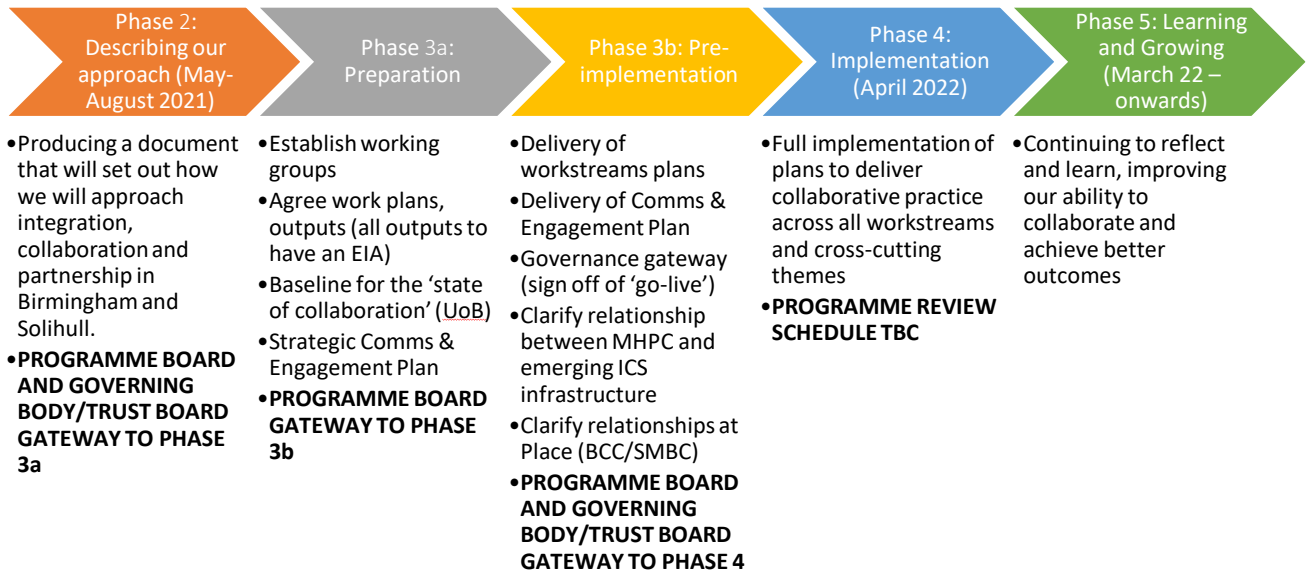 Phase 2:
Describing our
approach (May-
August 2021)
•Producing a document
that will set out how
we will approach
integration,
collaboration and
partnership in
Birmingham and
Solihull.
•PROGRAMME BOARD
AND GOVERNING
BODY/TRUST BOARD
GATEWAY TO PHASE
3a
Phase 3a:
Preparation
•Establish working
groups
•Agree work plans,
outputs (all outputs to
have an EIA)
•Baseline for the ‘state
of collaboration’ (UoB)
•Strategic Comms &
Engagement Plan
•PROGRAMME BOARD
GATEWAY TO PHASE
3b
Phase 3b: Pre-
implementation
•Delivery of
workstreams plans
•Delivery of Comms &
Engagement Plan
•Governance gateway
(sign off of ‘go-live’)
•Clarify relationship
between MHPC and
emerging ICS
infrastructure
•Clarify relationships at
Place (BCC/SMBC)
•PROGRAMME BOARD
AND GOVERNING
BODY/TRUST BOARD
GATEWAY TO PHASE 4
Phase 4:
Implementation
(April 2022)
•Full implementation of
plans to deliver
collaborative practice
across all workstreams
and cross-cutting
themes
•PROGRAMME REVIEW
SCHEDULE TBC
Phase 5: Learning
and Growing
(March 22 –
onwards)
•Continuing to reflect
and learn, improving
our ability to
collaborate and
achieve better
outcomes